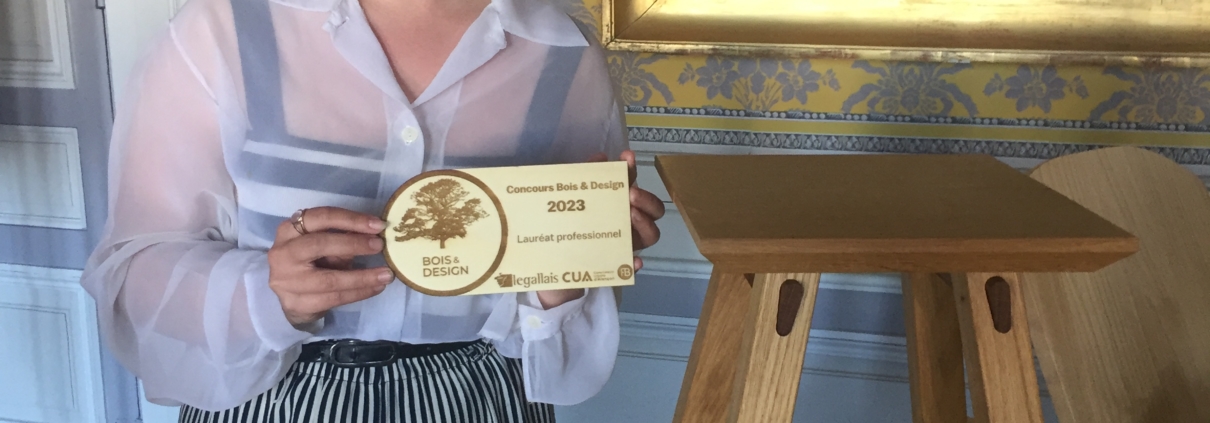 Concours Bois & Design
2023
Lauréat professionnel
BOIS &
DESIGN
legallais CUA